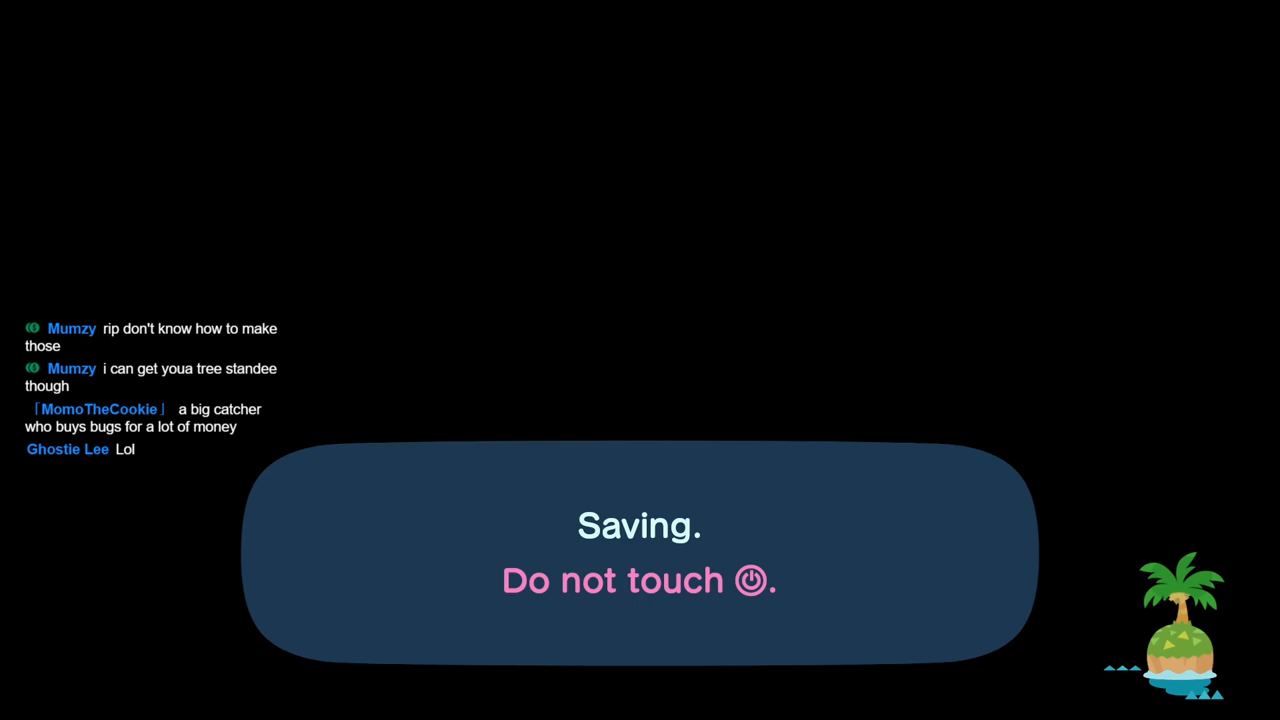 Mumzy rip don't know how to make
those
Mumzy i can get youa tree standee
though
「MomoTheCookie」 a big catcher
who buys bugs for a lot of money
Ghostie Lee Lol
Saving.
Do not touch ⏻.